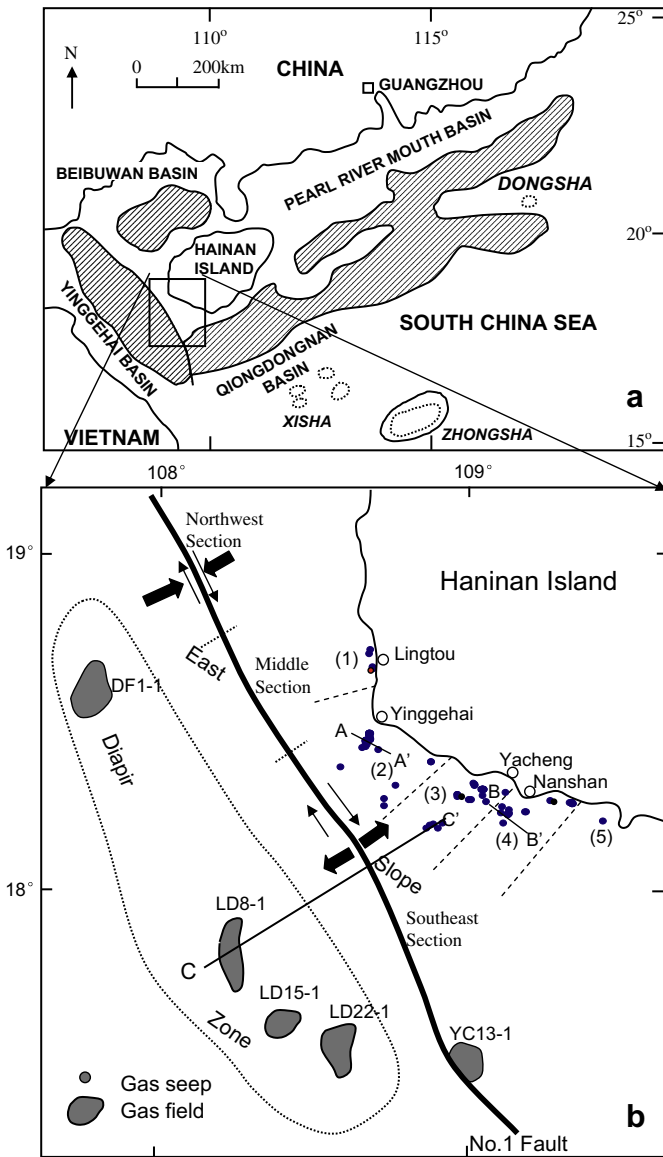 110°
115°
25°
N
0 200km
CHINA
GUANGZHOU
BEIBUWAN BASIN
PEARL RIVER MOUTH BASIN
DONGSHA
20°
HAINAN
ISLAND
YINGGEHAI BASIN
SOUTH CHINA SEA
QIONGDONGNAN
BASIN
XISHA
a
VIETNAM
ZHONGSHA
15°
108
109
19°
Northwest
Section
Haninan Island
(1)
Lingtou
East
Middle
Section
DF1-1
Yinggehai
A
A'
(2)
Diapir
Yacheng
Nanshan
(3)
B
C'
(4)
B'
(5)
18°
Slope
LD8-1
Southeast
Section
C
LD15-1
LD22-1
Zone
YC13-1
Gas seep
Gas field
b
No.1 Fault
108
109